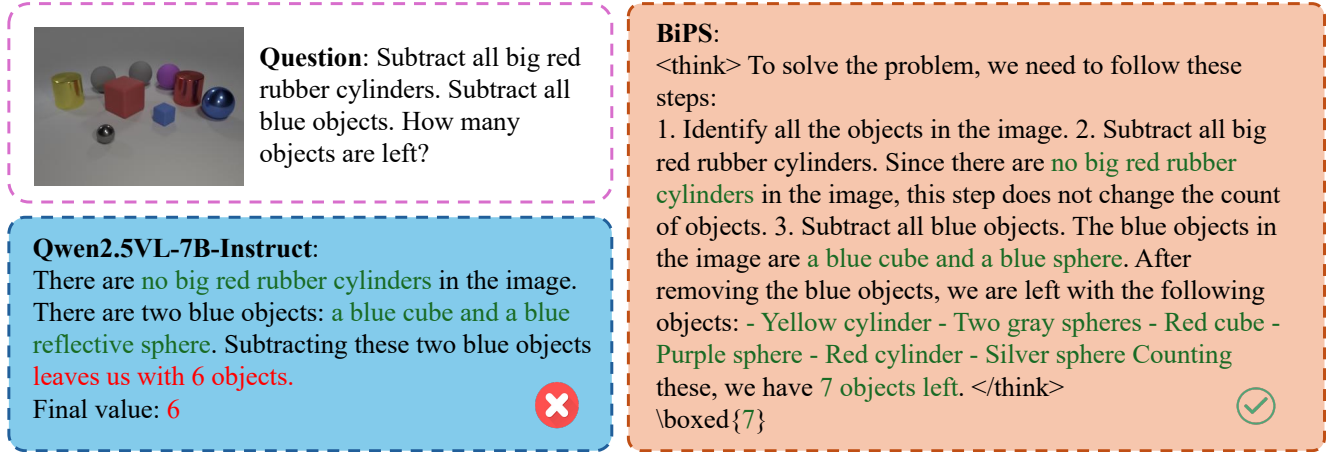 Question: Subtract all big red
rubber cylinders. Subtract all
blue objects. How many
objects are left?
Qwen2.5VL-7B-Instruct:
There are no big red rubber cylinders in the image.
There are two blue objects: a blue cube and a blue
reflective sphere. Subtracting these two blue objects
leaves us with 6 objects.
Final value: 6
BiPS:
<think> To solve the problem, we need to follow these
steps:
1. Identify all the objects in the image. 2. Subtract all big
red rubber cylinders. Since there are no big red rubber
cylinders in the image, this step does not change the count
of objects. 3. Subtract all blue objects. The blue objects in
the image are a blue cube and a blue sphere. After
removing the blue objects, we are left with the following
objects: - Yellow cylinder - Two gray spheres - Red cube -
Purple sphere - Red cylinder - Silver sphere Counting
these, we have 7 objects left. </think>
\boxed{7}